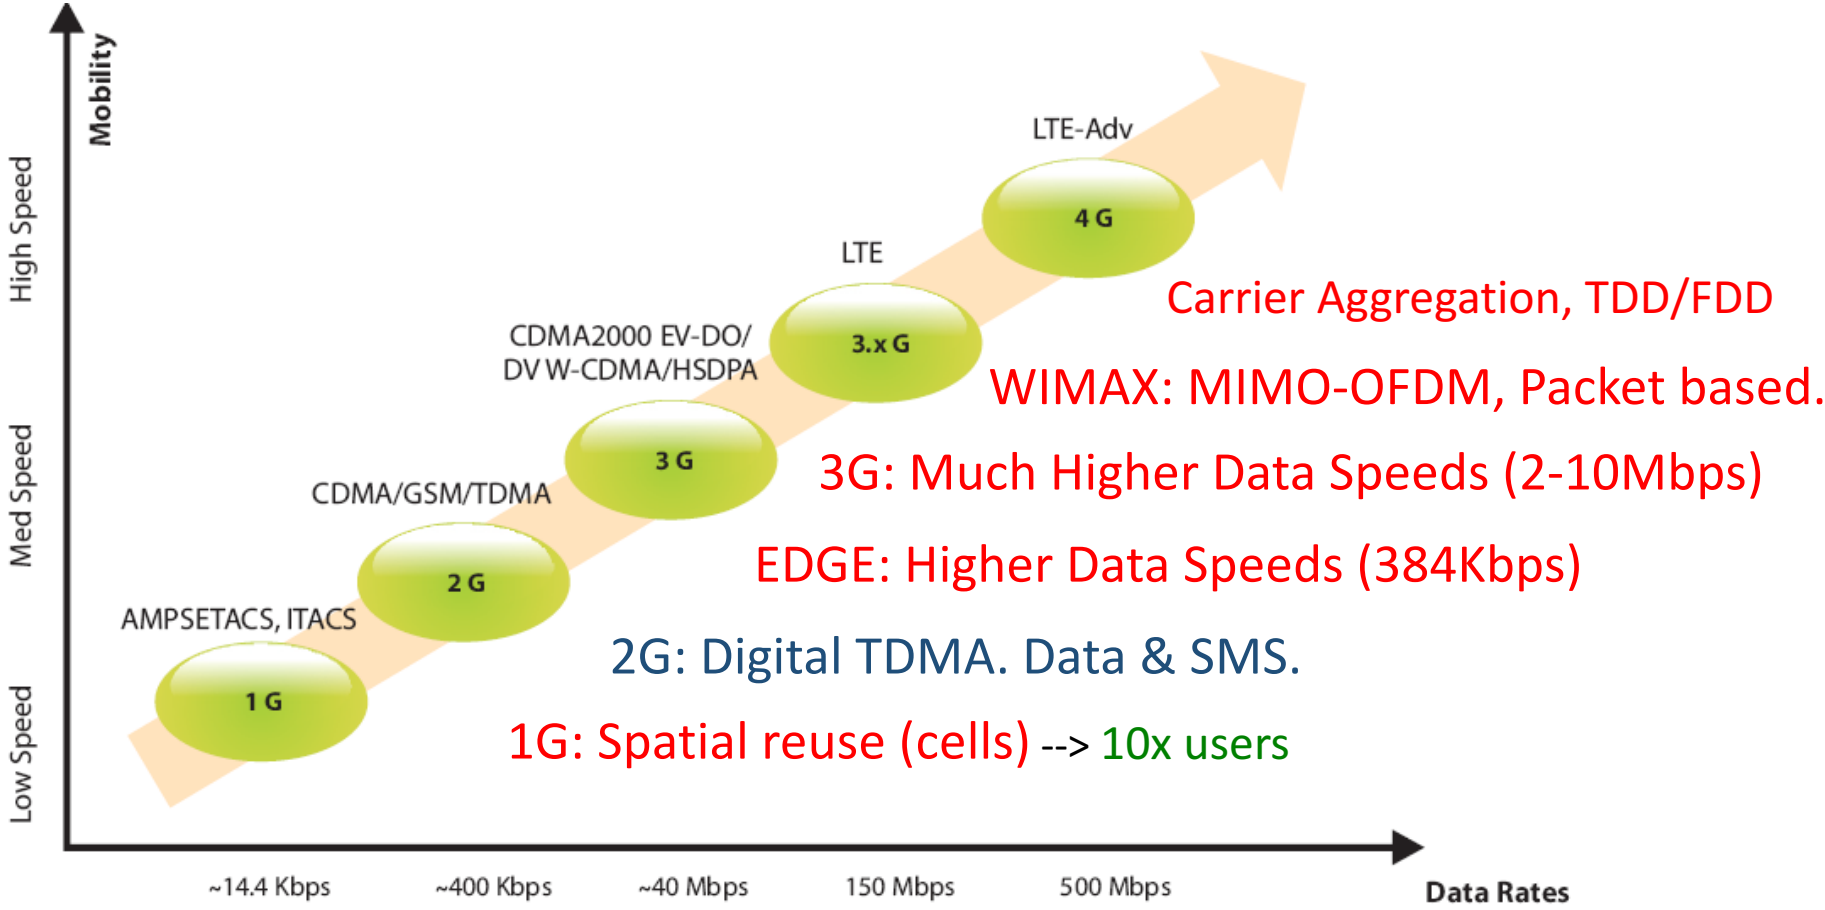 Mobility
High Speed
Med Speed
Low Speed
LTE-Adv
4 G
LTE
3.x G
Carrier Aggregation, TDD/FDD
CDMA2000 EV-DO/
DV W-CDMA/HSDPA
WIMAX: MIMO-OFDM, Packet based.
3 G
3G: Much Higher Data Speeds (2-10Mbps)
CDMA/GSM/TDMA
2 G
EDGE: Higher Data Speeds (384Kbps)
AMPSETACS, ITACS
2G: Digital TDMA. Data & SMS.
1 G
1G: Spatial reuse (cells) --> 10x users
~14.4 Kbps
~400 Kbps
~40 Mbps
150 Mbps
500 Mbps
Data Rates